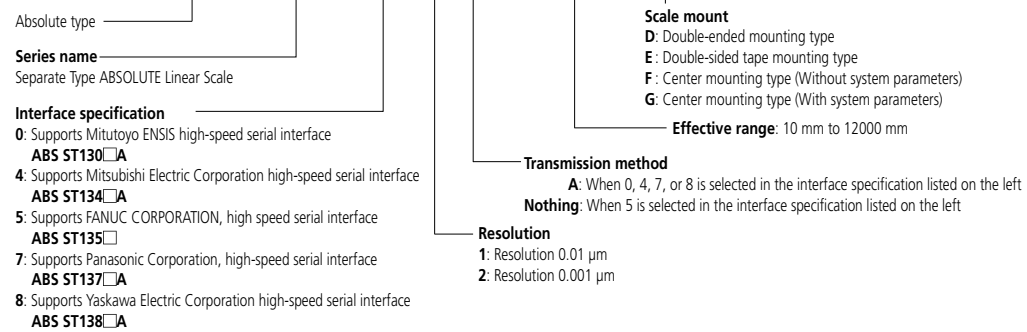 Absolute type
Series name
Separate Type ABSOLUTE Linear Scale
Interface specification
0: Supports Mitutoyo ENSIS high-speed serial interface
ABS ST130□A
4: Supports Mitsubishi Electric Corporation high-speed serial interface
ABS ST134□A
5: Supports FANUC CORPORATION, high speed serial interface
ABS ST135□
7: Supports Panasonic Corporation, high-speed serial interface
ABS ST137□A
8: Supports Yaskawa Electric Corporation high-speed serial interface
ABS ST138□A
Scale mount
D: Double-ended mounting type
E: Double-sided tape mounting type
F: Center mounting type (Without system parameters)
G: Center mounting type (With system parameters)
Effective range: 10 mm to 12000 mm
Transmission method
A: When 0, 4, 7, or 8 is selected in the interface specification listed on the left
Nothing: When 5 is selected in the interface specification listed on the left
Resolution
1: Resolution 0.01 μm
2: Resolution 0.001 μm